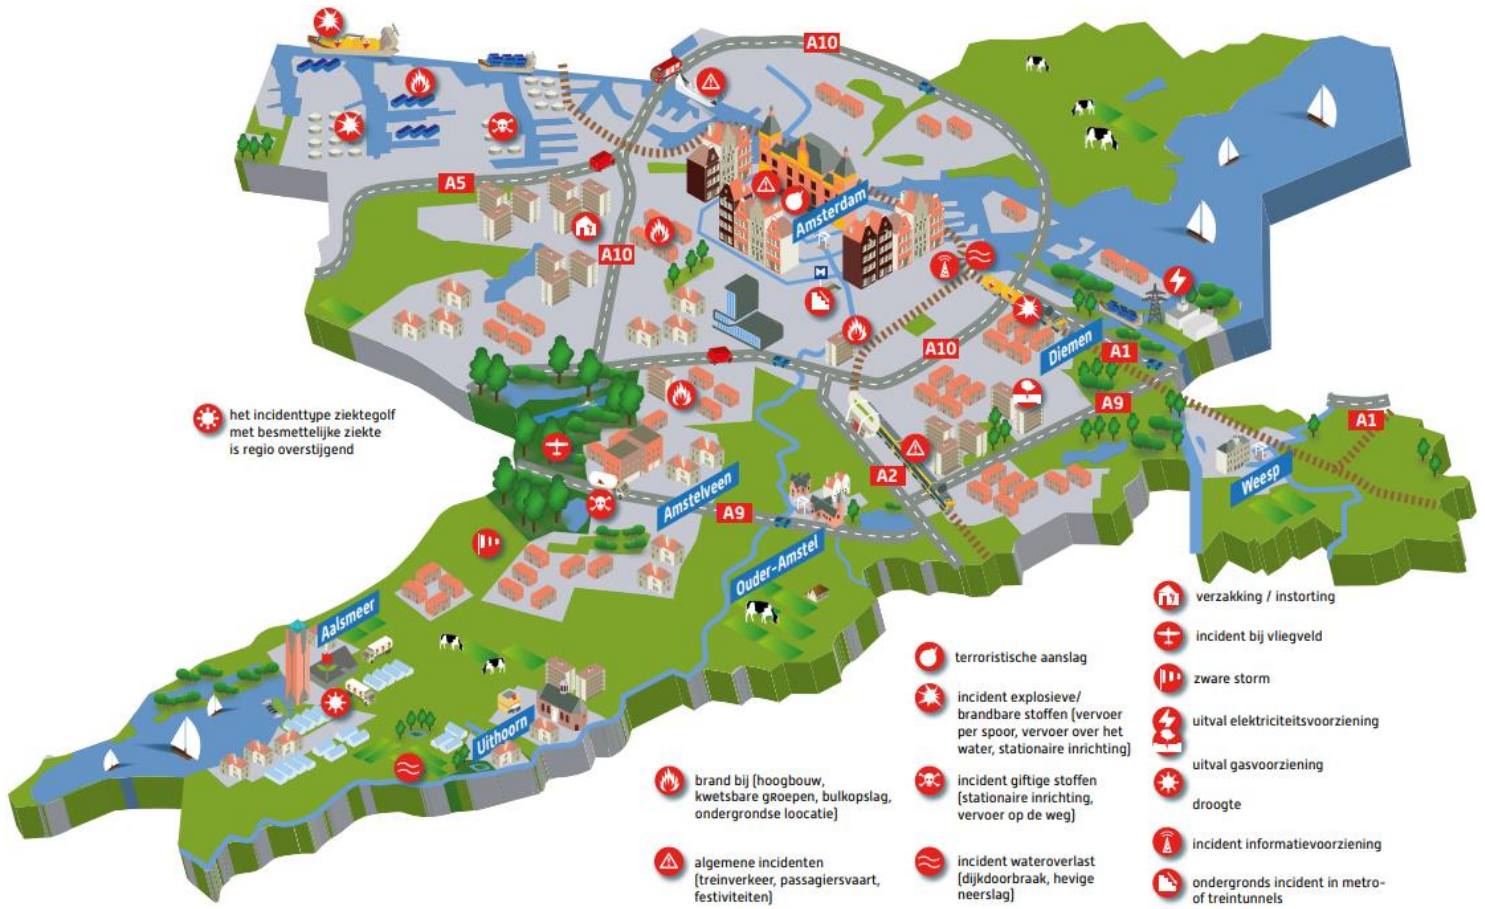 A10
A5
Amsterdam
A10
A10
Diemen
A1
A9
A1
het incidenttype ziektegolf
met besmettelijke ziekte
is regio overstijgend
A2
Weesp
Amstelveen
A9
Ouder-Amstel
Aalsmeer
Uithoorn
brand bij (hoogbouw,
kwetsbare groepen, bulkopslag,
ondergrondse loocatie)
algemene incidenten
(treinverkeer, passagiersvaart,
festiviteiten)
terroristische aanslag
incident explosieve/
brandbare stoffen (vervoer
per spoor, vervoer over het
water, stationaire inrichting)
incident giftige stoffen
(stationaire inrichting,
vervoer op de weg)
incident wateroverlast
(dijkdoorbraak, hevige
neerslag)
verzakking / instorting
incident bij vliegveld
zware storm
uitval elektriciteitsvoorziening
uitval gasvoorziening
droogte
incident informatievoorziening
ondergronds incident in metro-
of treintunnels